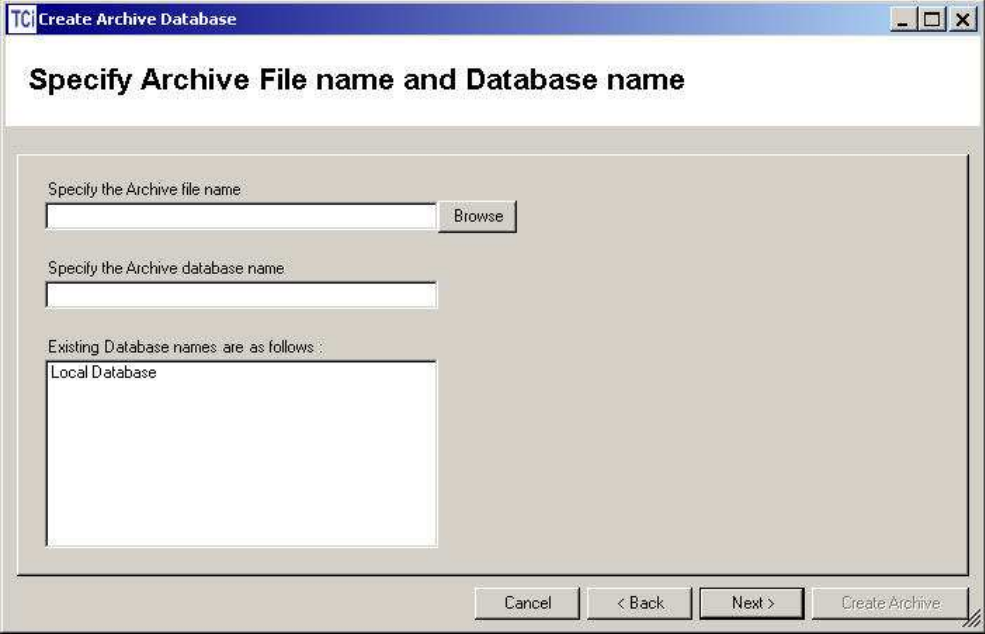 TCi Create Archive Database
Specify Archive File name and Database name
Specify the Archive file name
Browse
Specify the Archive database name
Existing Database names are as follows :
Local Database
Cancel
< Back
Next >
Create Archive